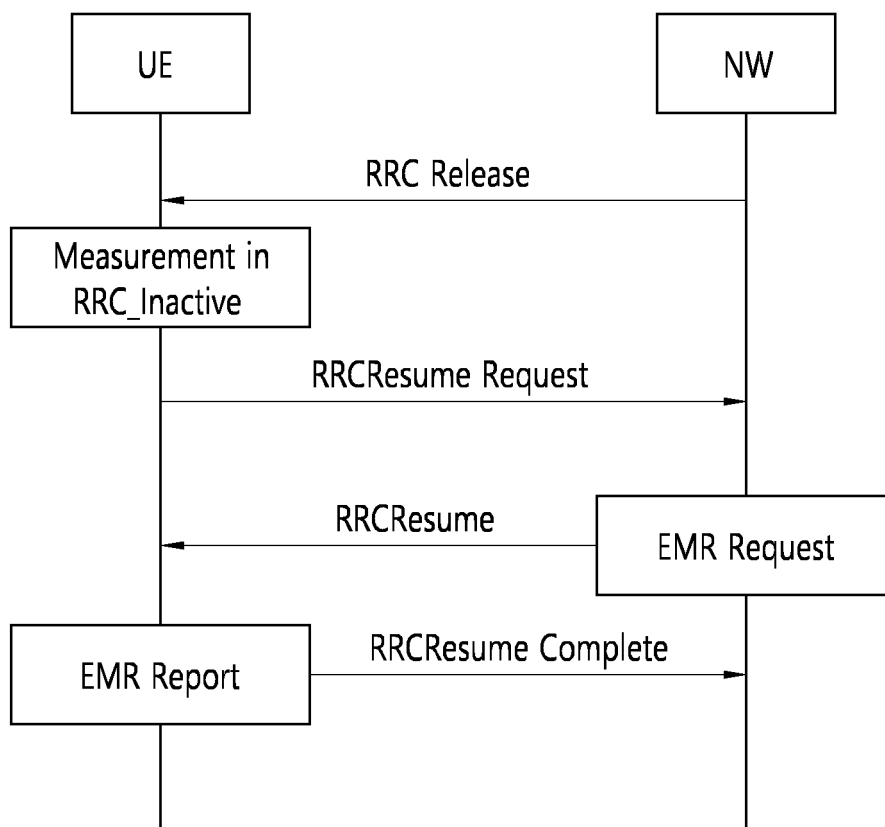 UE
NW
RRC Release
Measurement in
RRC_Inactive
RRCResume Request
RRCResume
EMR Request
RRCResume Complete
EMR Report